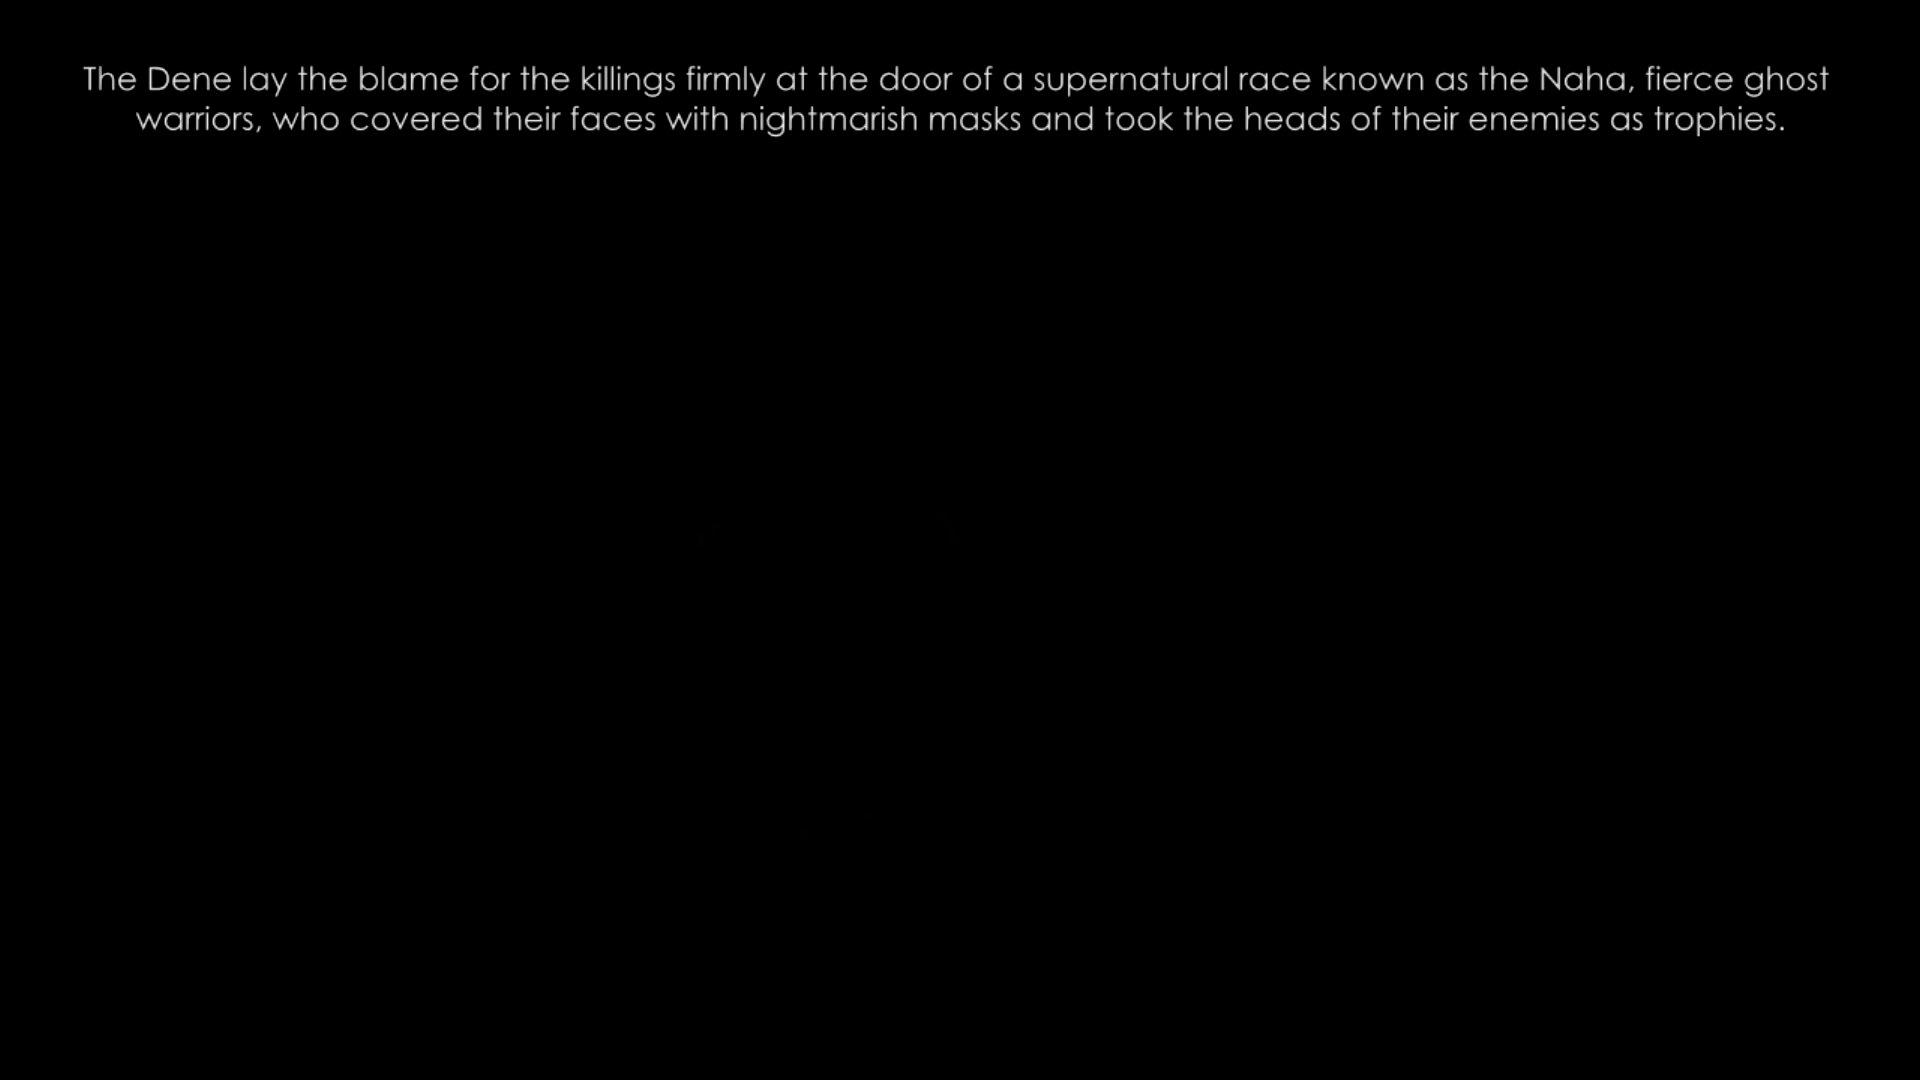 The Dene lay the blame for the killings firmly at the door of a supernatural race known as the Naha, fierce ghost
warriors, who covered their faces with nightmarish masks and took the heads of their enemies as trophies.